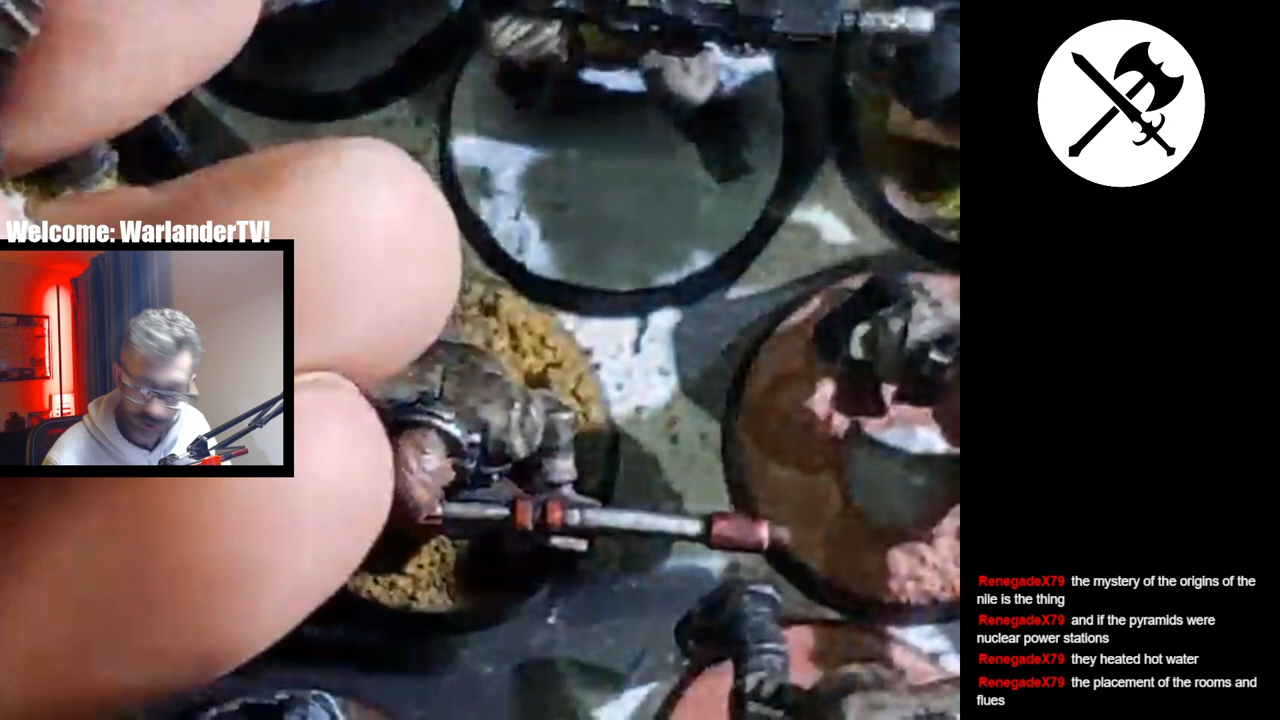 Welcome: WarlanderTV!
RenegadeX79 the mystery of the origins of the
nile is the thing
RenegadeX79 and if the pyramids were
nuclear power stations
RenegadeX79 they heated hot water
RenegadeX79 the placement of the rooms and
flues